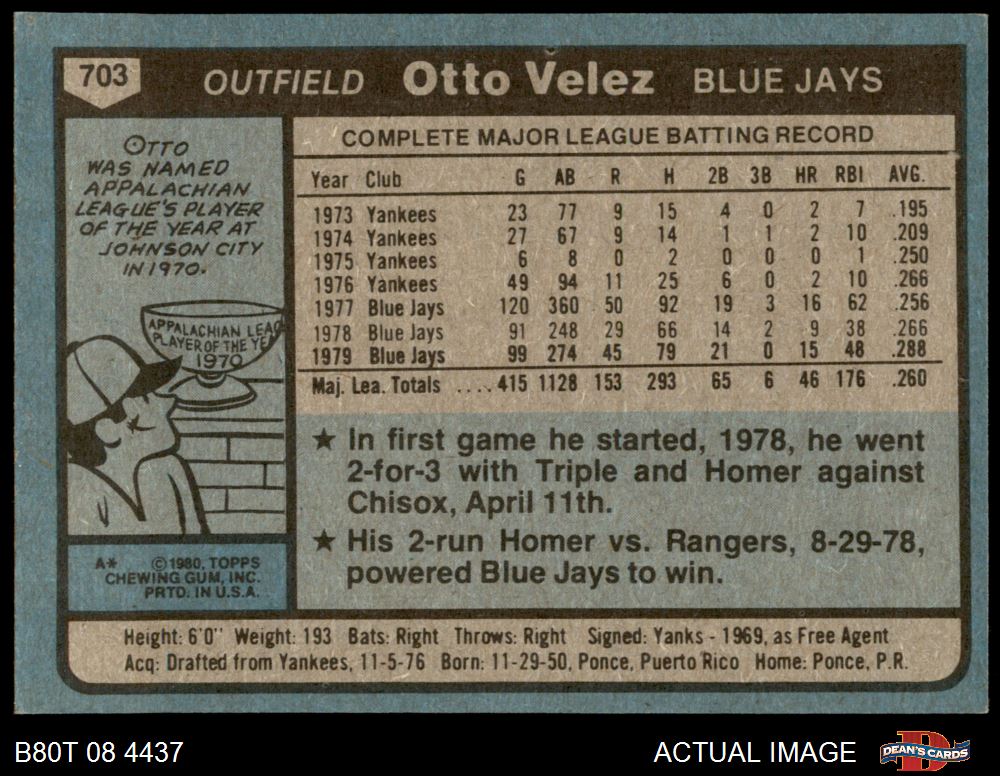 703 OUTFIELD Otto Velez BLUE JAYS
OTTO
WAS NAMED
APPALACHIAN
LEAGUE'S PLAYER
OF THE YEAR AT
JOHNSON CITY
IN 1970.
APPALACHIAN LEAG
PLAYER OF THE YEA
1970
A* ©1980, TOPPS
CHEWING GUM, INC.
PRTD. IN U.S.A.
COMPLETE MAJOR LEAGUE BATTING RECORD
Year Club G AB R H 2B 3B HR RBI AVG.
1973 Yankees 23 77 9 15 4 0 2 7 .195
1974 Yankees 27 67 9 14 1 1 2 10 .209
1975 Yankees 6 8 0 2 0 0 0 1 .250
1976 Yankees 49 94 11 25 6 0 2 10 .266
1977 Blue Jays 120 360 50 92 19 3 16 62 .256
1978 Blue Jays 91 248 29 66 14 2 9 38 .266
1979 Blue Jays 99 274 45 79 21 0 15 48 .288
Maj. Lea. Totals ....415 1128 153 293 65 6 46 176 .260
★ In first game he started, 1978, he went
2-for-3 with Triple and Homer against
Chisox, April 11th.
★ His 2-run Homer vs. Rangers, 8-29-78,
powered Blue Jays to win.
Height: 6'0" Weight: 193 Bats: Right Throws: Right Signed: Yanks - 1969, as Free Agent
Acq: Drafted from Yankees, 11-5-76 Born: 11-29-50, Ponce, Puerto Rico Home: Ponce, P.R.
B80T 08 4437 ACTUAL IMAGE DEAN'S CARDS